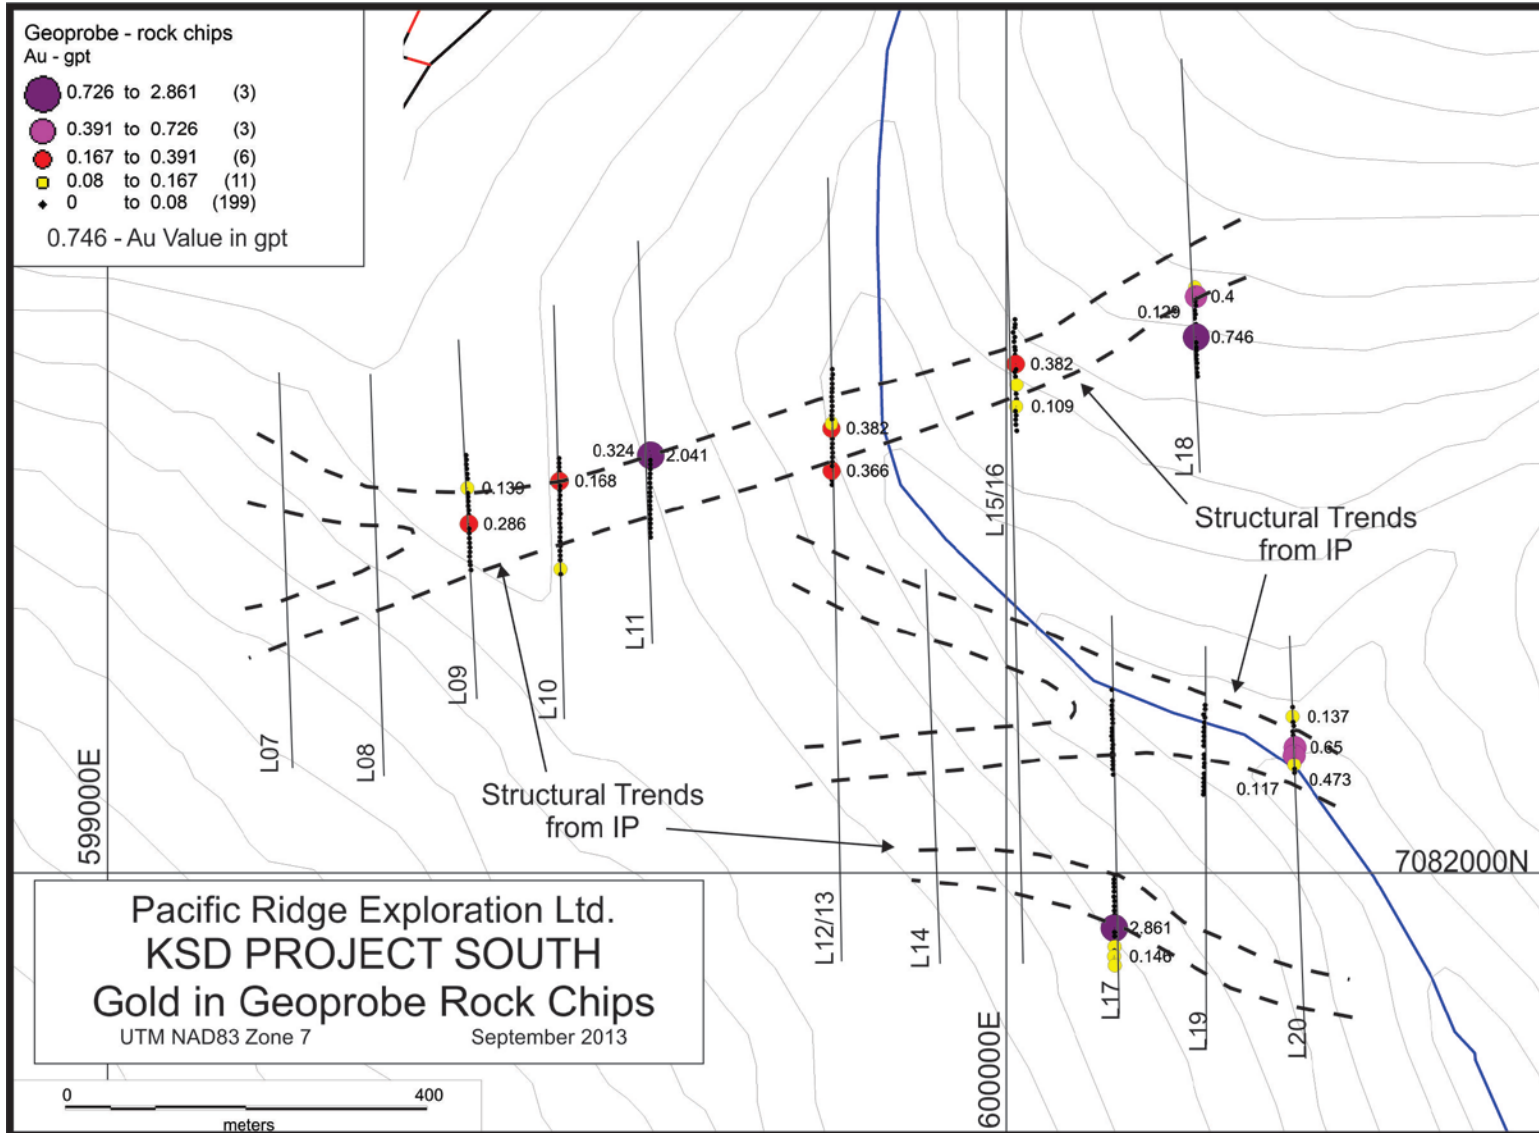 Geoprobe - rock chips
Au - gpt
0.726 to 2.861 (3)
0.391 to 0.726 (3)
0.167 to 0.391 (6)
0.08 to 0.167 (11)
0 to 0.08 (199)
0.746 - Au Value in gpt
0.4
0.129
0.746
0.382
0.109
L18
0.382
0.366
0.324
2.041
0.168
0.139
0.286
L15/16
Structural Trends
from IP
L11
L09
L10
L07
L08
0.137
0.65
0.473
0.117
Structural Trends
from IP
599000E
7082000N
L12/13
L14
2.861
0.146
L17
L19
L20
600000E
Pacific Ridge Exploration Ltd.
KSD PROJECT SOUTH
Gold in Geoprobe Rock Chips
UTM NAD83 Zone 7 September 2013
0 400
meters